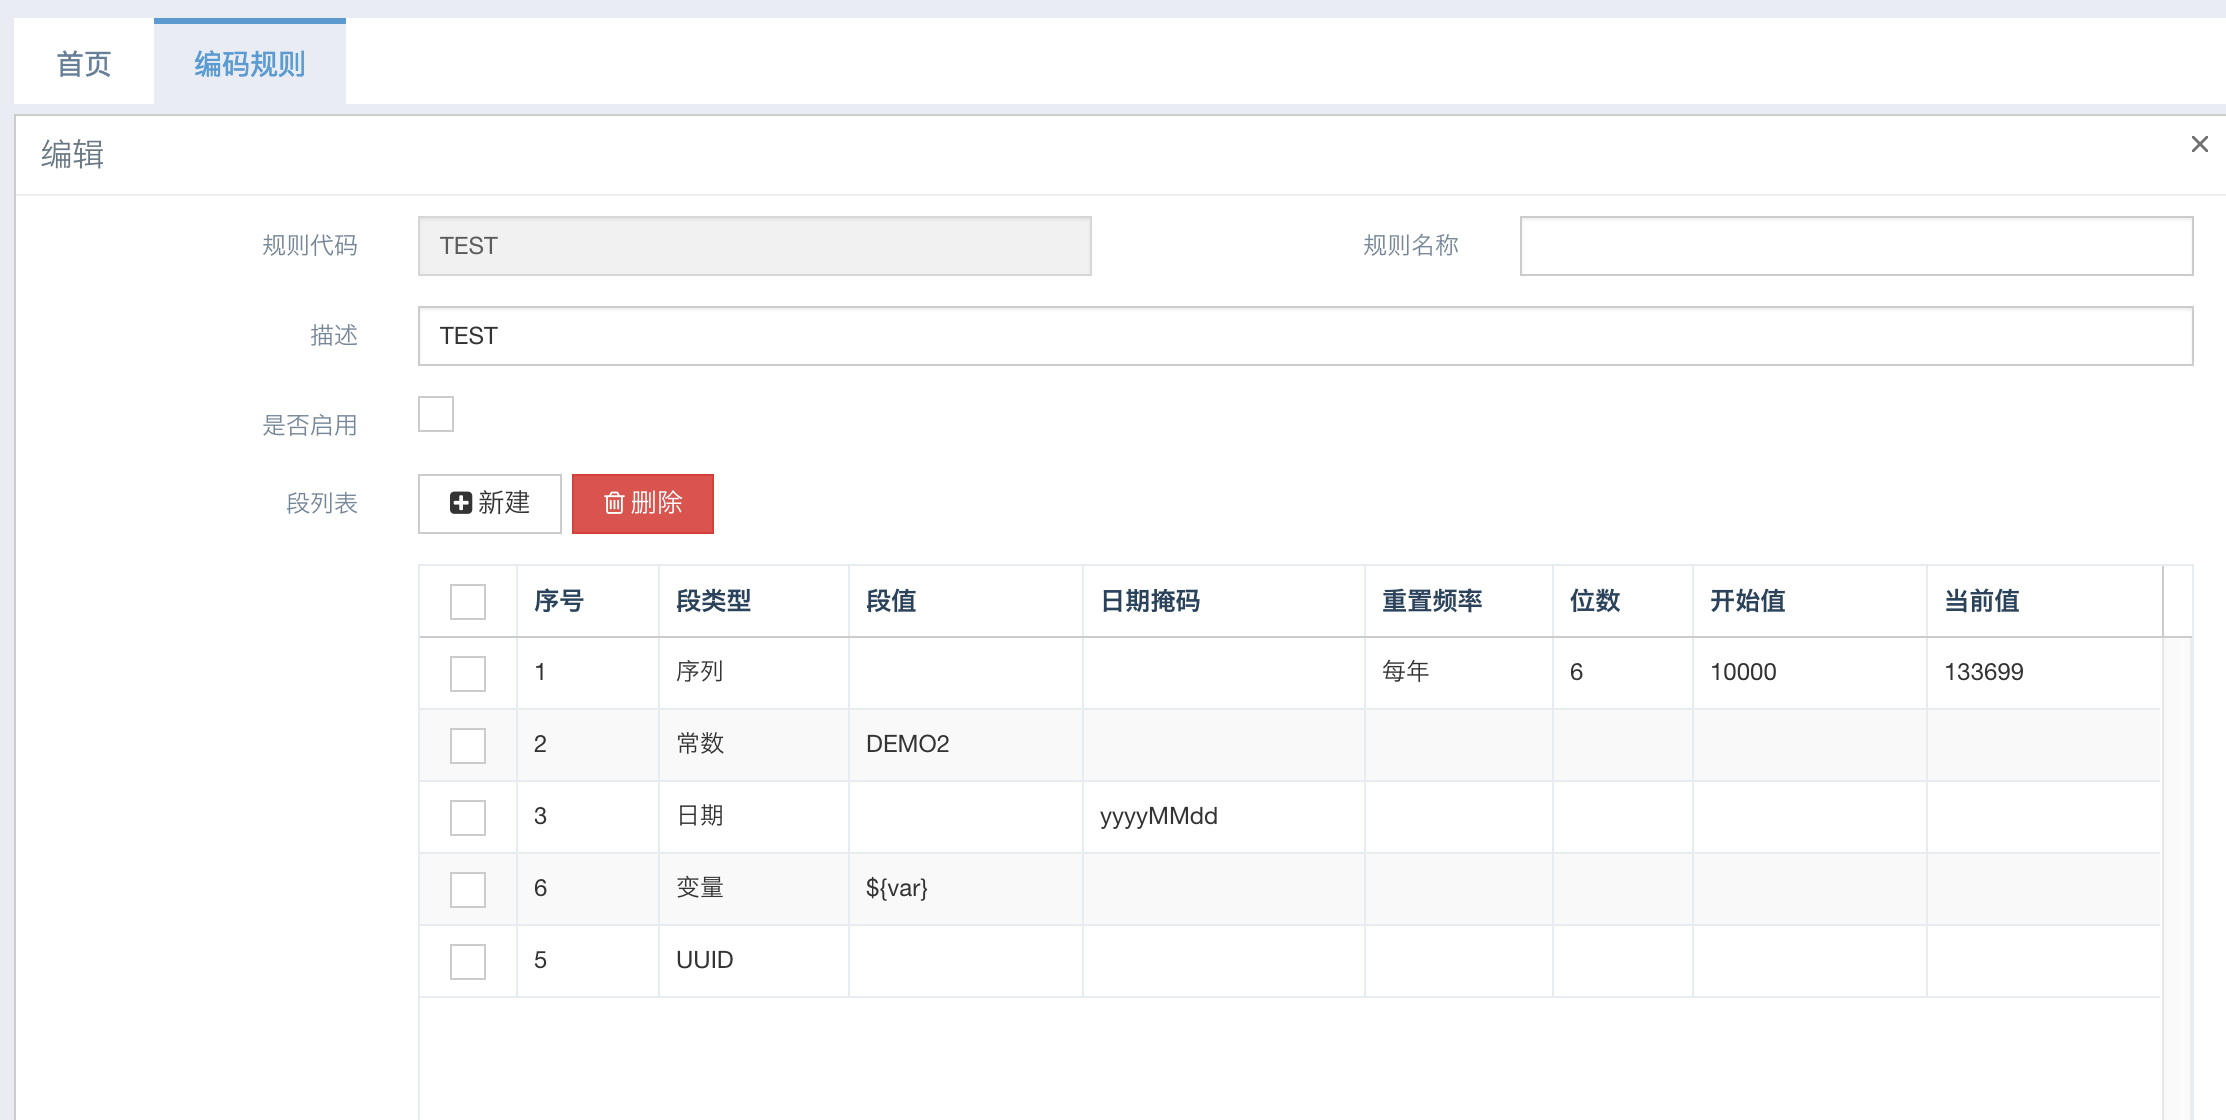 首页 编码规则
编辑
规则代码 TEST 规则名称
描述 TEST
是否启用
段列表 新建 删除
序号 段类型 段值 日期掩码 重置频率 位数 开始值 当前值
1 序列 每年 6 10000 133699
2 常数 DEMO2
3 日期 yyyyMMdd
6 变量 ${var}
5 UUID